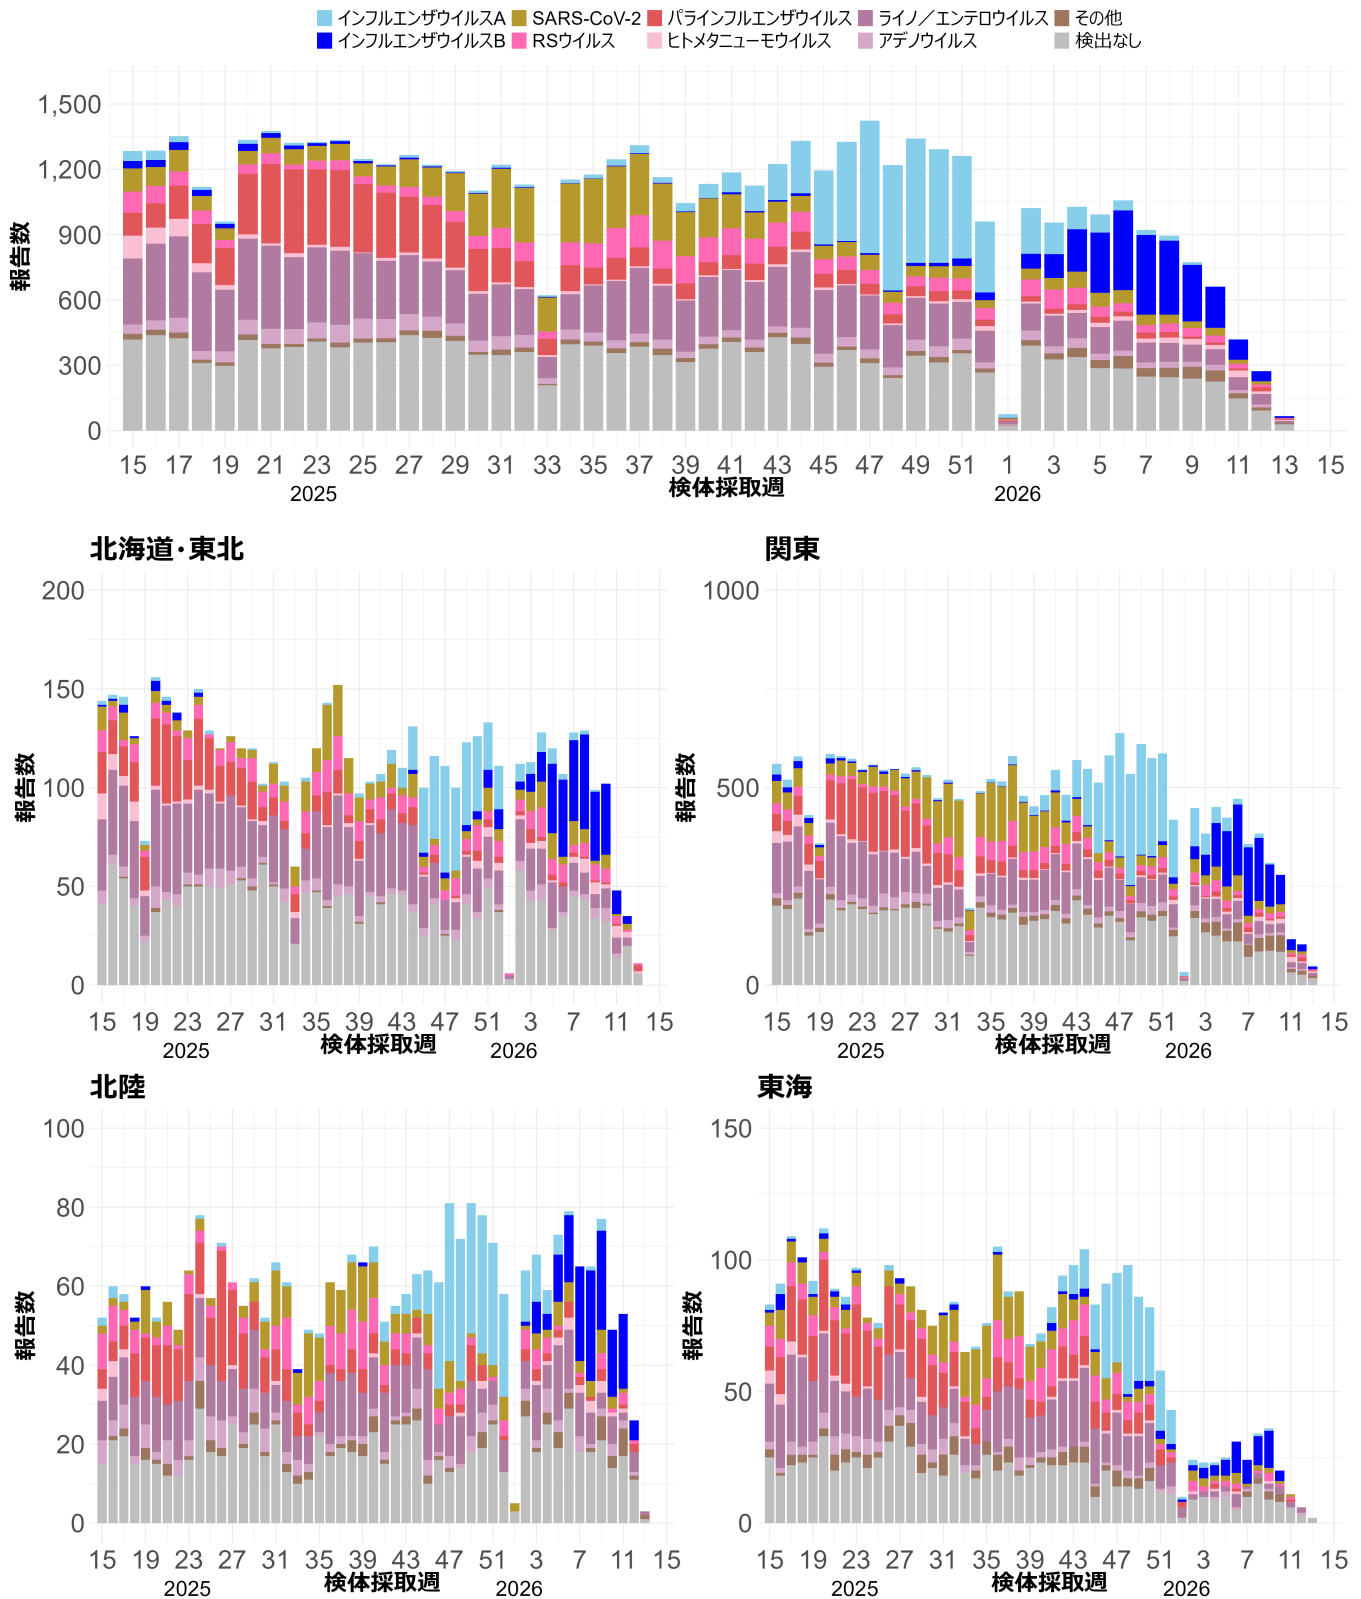 インフルエンザウイルスA SARS-CoV-2 パラインフルエンザウイルス ライノ／エンテロウイルス その他
インフルエンザウイルスB RSウイルス ヒトメタニューモウイルス アデノウイルス 検出なし
1,500
1,200
900
600
300
0
報告数
15 17 19 21 23 25 27 29 31 33 35 37 39 41 43 45 47 49 51 1 3 5 7 9 11 13 15
検体採取週
2025 2026
北海道・東北
200
150
100
50
0
報告数
15 19 23 27 31 35 39 43 47 51 3 7 11 15
検体採取週
2025 2026
関東
1000
500
0
報告数
15 19 23 27 31 35 39 43 47 51 3 7 11 15
検体採取週
2025 2026
北陸
100
80
60
40
20
0
報告数
15 19 23 27 31 35 39 43 47 51 3 7 11 15
検体採取週
2025 2026
東海
150
100
50
0
報告数
15 19 23 27 31 35 39 43 47 51 3 7 11 15
検体採取週
2025 2026